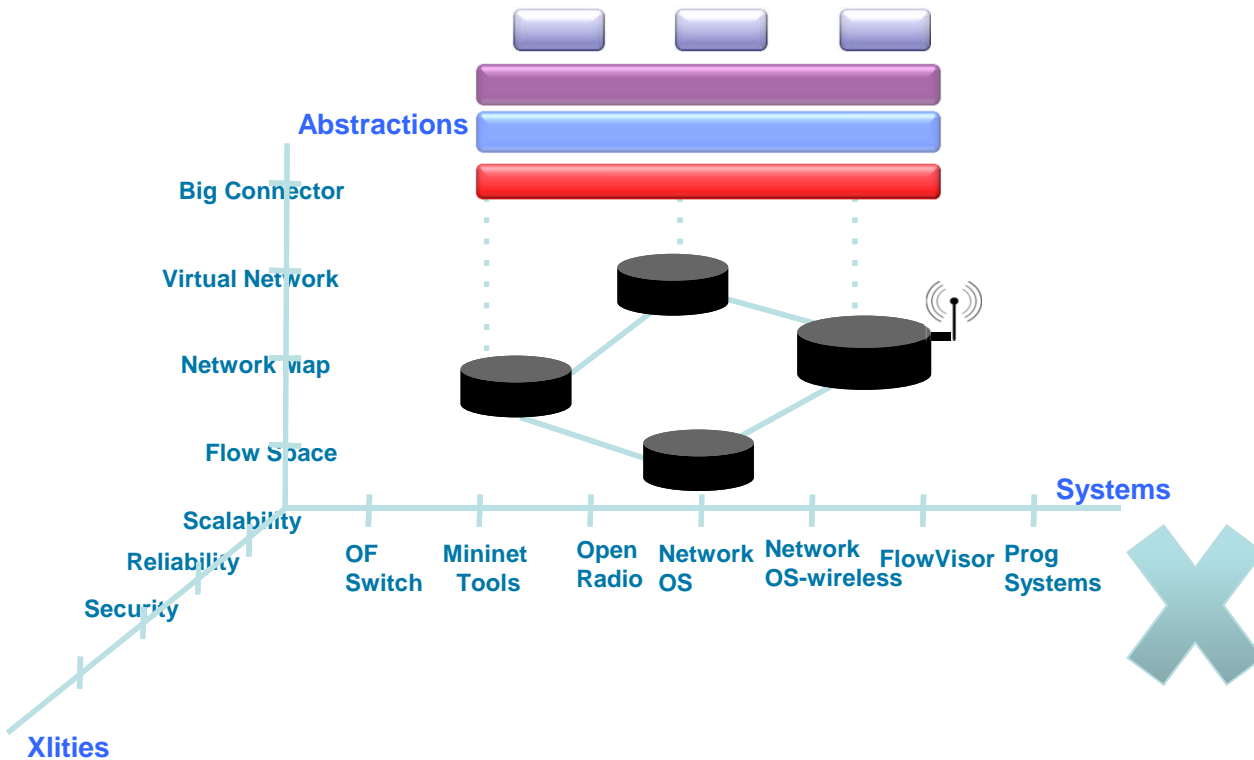 Abstractions
Big Connector
Virtual Network
Network Map
Flow Space
Systems
Scalability
Reliability
Security
OF
Switch
Mininet
Tools
Open
Radio
Network
OS
Network
OS-wireless
FlowVisor
Prog
Systems
Xlities